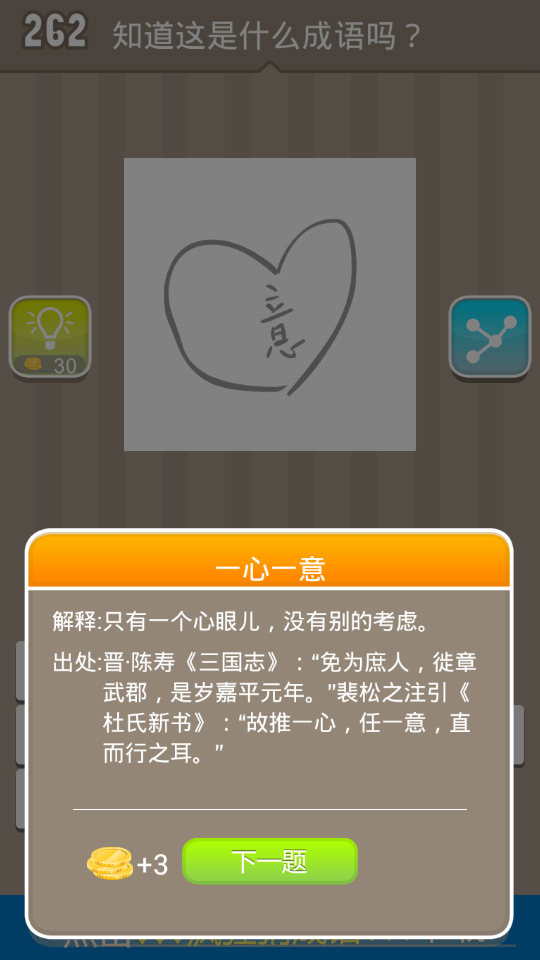 262 知道这是什么成语吗？
意
30
一心一意
解释:只有一个心眼儿，没有别的考虑。
出处:晋·陈寿《三国志》：“免为庶人，徙章
武郡，是岁嘉平元年。”裴松之注引《
杜氏新书》：“故推一心，任一意，直
而行之耳。”
+3 下一题